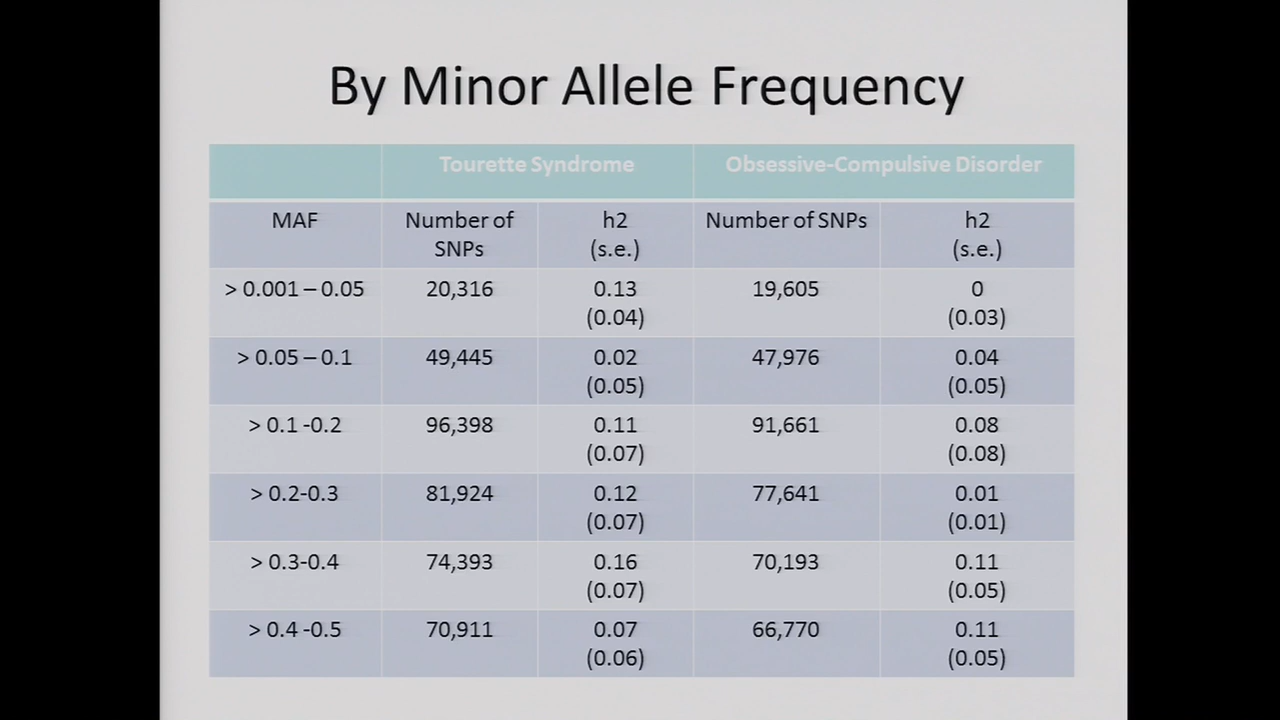 By Minor Allele Frequency
Tourette Syndrome Obsessive-Compulsive Disorder
MAF Number of SNPs h2 (s.e.) Number of SNPs h2 (s.e.)
> 0.001 – 0.05 20,316 0.13 (0.04) 19,605 0 (0.03)
> 0.05 – 0.1 49,445 0.02 (0.05) 47,976 0.04 (0.05)
> 0.1 -0.2 96,398 0.11 (0.07) 91,661 0.08 (0.08)
> 0.2-0.3 81,924 0.12 (0.07) 77,641 0.01 (0.01)
> 0.3-0.4 74,393 0.16 (0.07) 70,193 0.11 (0.05)
> 0.4 -0.5 70,911 0.07 (0.06) 66,770 0.11 (0.05)